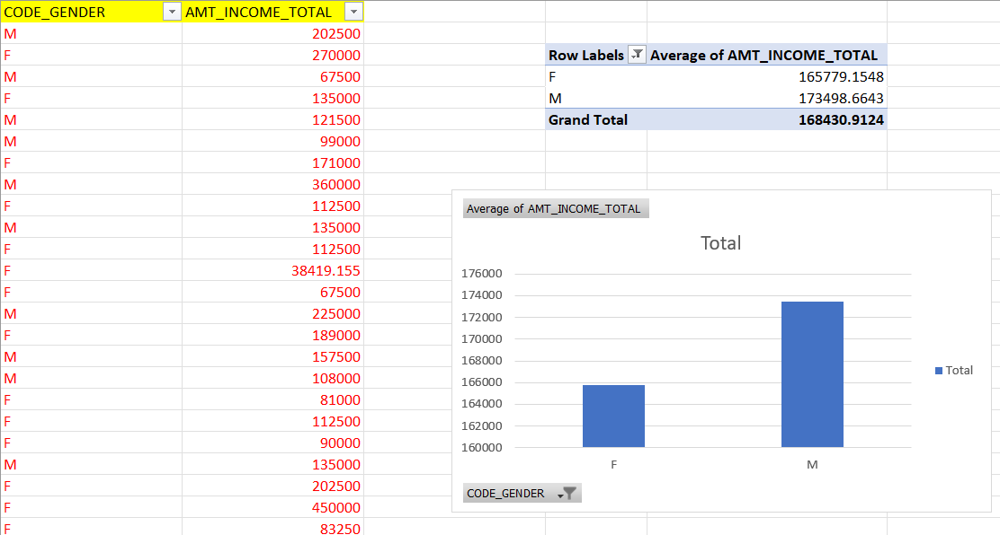 CODE_GENDER AMT_INCOME_TOTAL
M 202500
F 270000
Row Labels Average of AMT_INCOME_TOTAL
M 67500
F 165779.1548
F 135000
M 173498.6643
M 121500
Grand Total 168430.9124
M 99000
F 171000
M 360000
F 112500
M 135000
F 112500
F 38419.155
F 67500
M 225000
F 189000
M 157500
M 108000
F 81000
F 112500
F 90000
M 135000
F 202500
F 450000
F 83250
Average of AMT_INCOME_TOTAL
Total
176000
174000
172000
170000
168000
166000
164000
162000
160000
F M
Total
CODE_GENDER